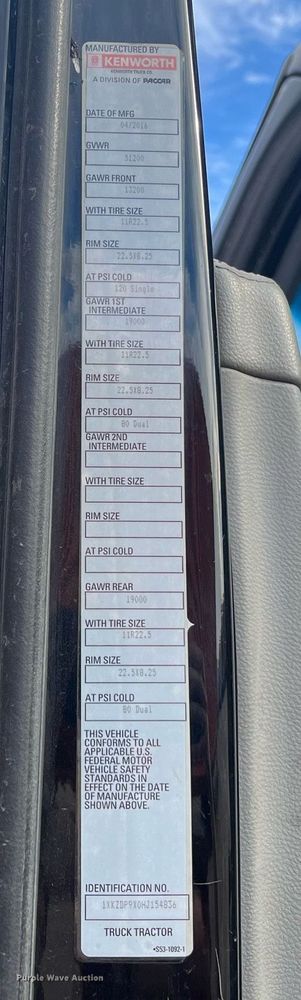 MANUFACTURED BY
KENWORTH
KENWORTH TRUCK CO.
A DIVISION OF PACCAR
DATE OF MFG
04/2016
GVWR
51200
GAWR FRONT
13200
WITH TIRE SIZE
11R22.5
RIM SIZE
22.5X8.25
AT PSI COLD
120 Single
GAWR 1ST
INTERMEDIATE
19000
WITH TIRE SIZE
11R22.5
RIM SIZE
22.5X8.25
AT PSI COLD
80 Dual
GAWR 2ND
INTERMEDIATE
WITH TIRE SIZE
RIM SIZE
AT PSI COLD
GAWR REAR
19000
WITH TIRE SIZE
11R22.5
RIM SIZE
22.5X8.25
AT PSI COLD
80 Dual
THIS VEHICLE
CONFORMS TO ALL
APPLICABLE U.S.
FEDERAL MOTOR
VEHICLE SAFETY
STANDARDS IN
EFFECT ON THE DATE
OF MANUFACTURE
SHOWN ABOVE.
IDENTIFICATION NO.
1XKZDP9X0HJ154836
TRUCK TRACTOR
•S53-1092-1
Purple Wave Auction